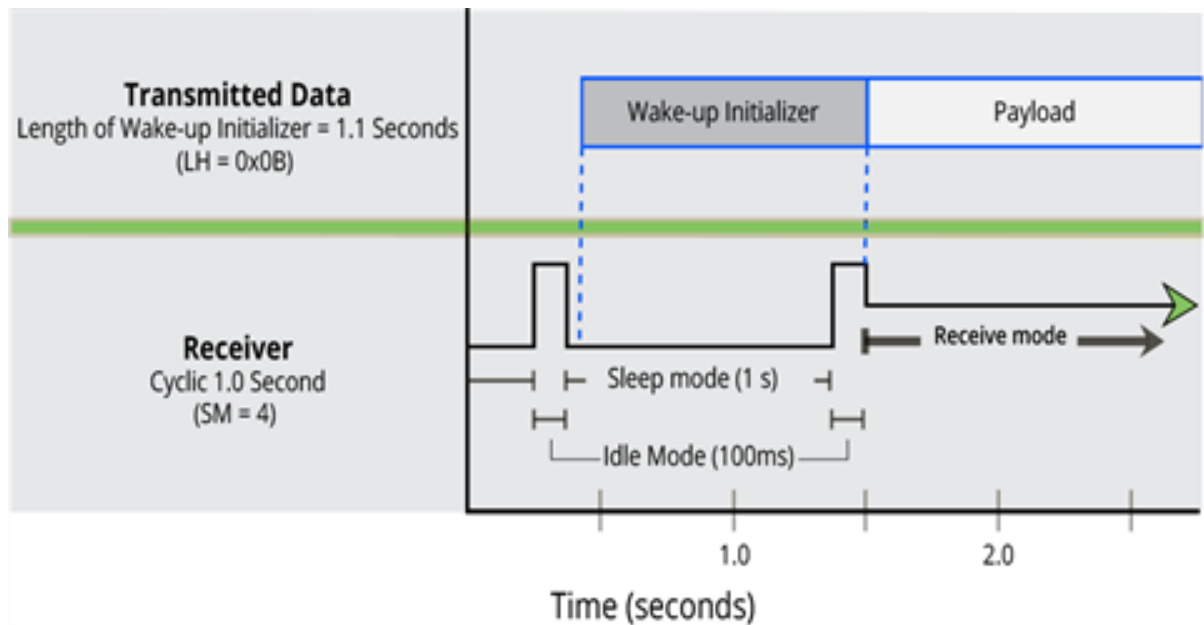 Transmitted Data
Length of Wake-up Initializer = 1.1 Seconds
(LH = 0x0B)
Wake-up Initializer
Payload
Receiver
Cyclic 1.0 Second
(SM = 4)
Receive mode
Sleep mode (1 s)
Idle Mode (100ms)
1.0
2.0
Time (seconds)